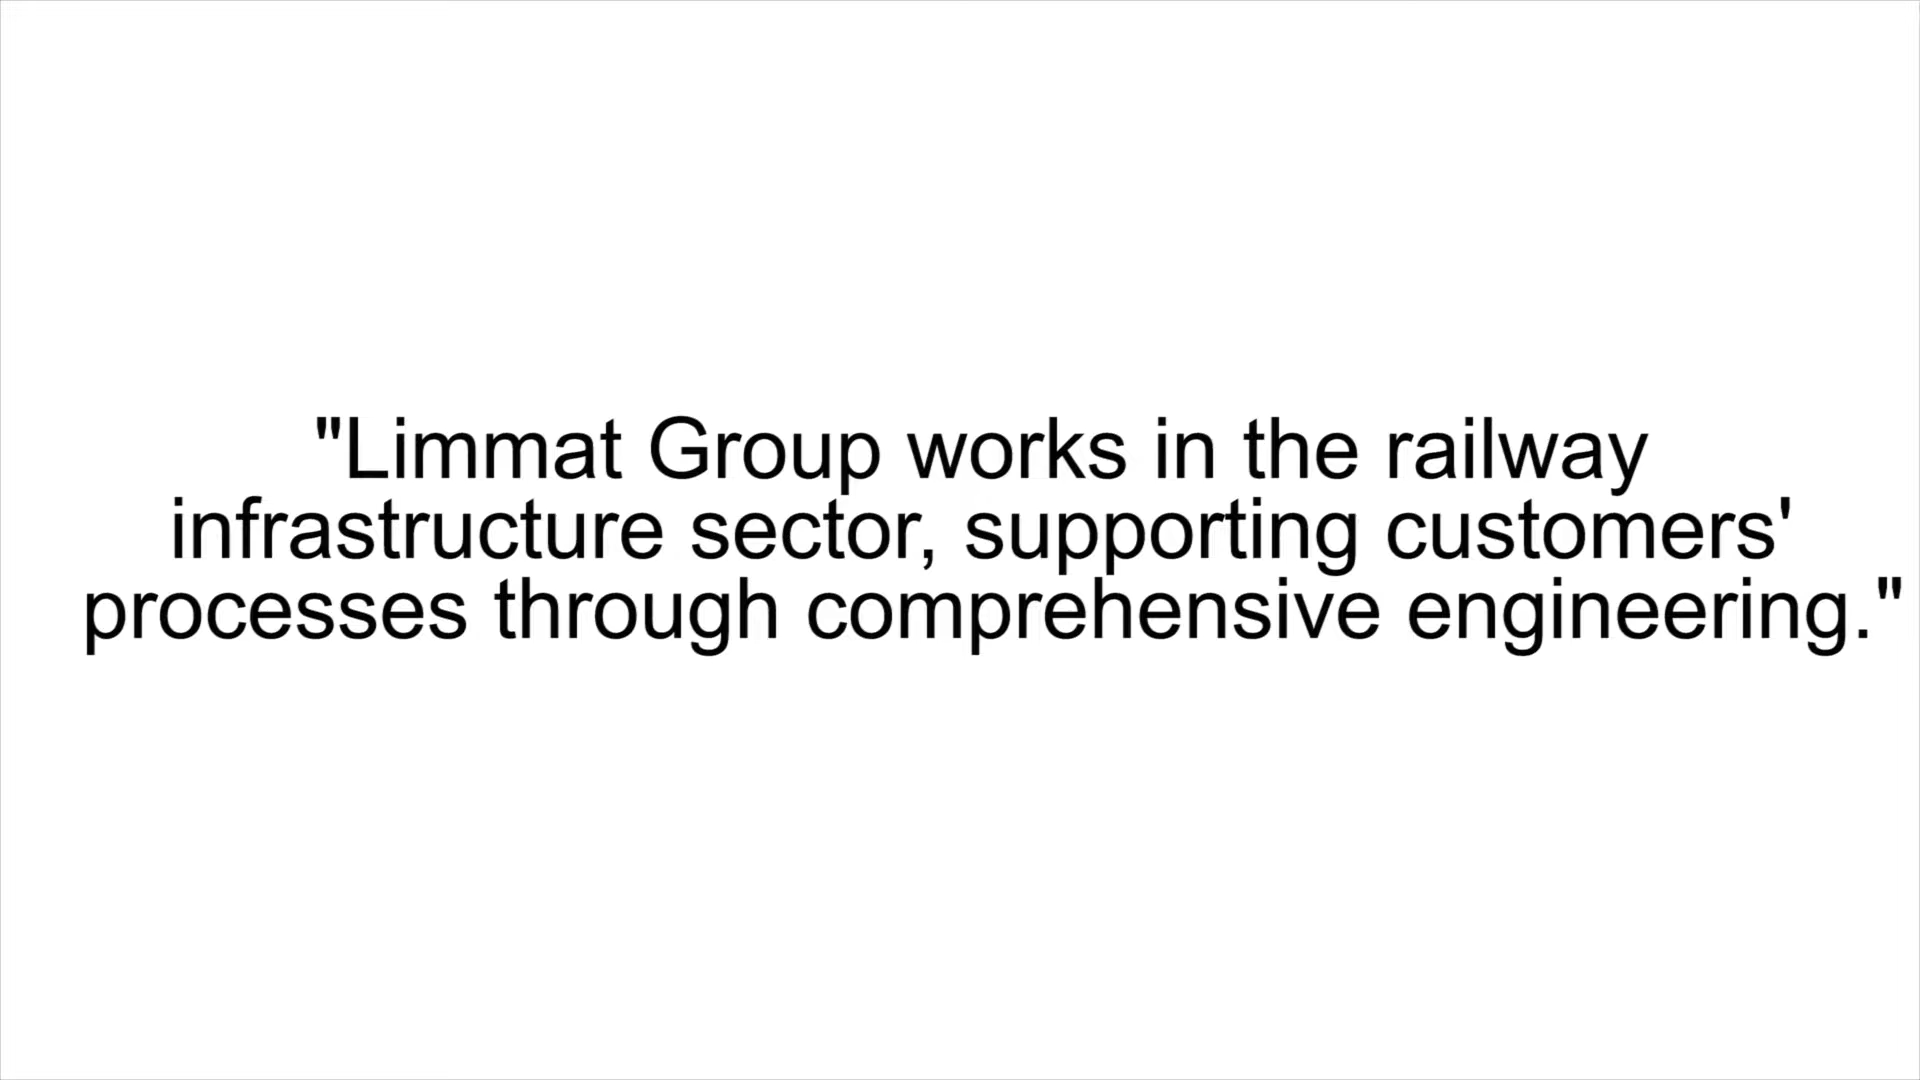 "Limmat Group works in the railway
infrastructure sector, supporting customers'
processes through comprehensive engineering."